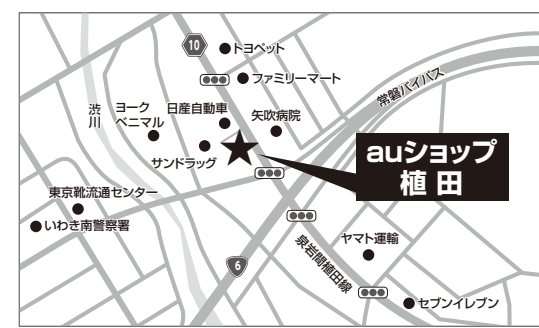 10
トヨペット
ファミリーマート
常磐バイパス
渋川
ヨーク
ベニマル
日産自動車
矢吹病院
サンドラッグ
auショップ
植田
東京靴流通センター
いわき南警察署
泉岩間植田線
ヤマト運輸
6
セブンイレブン